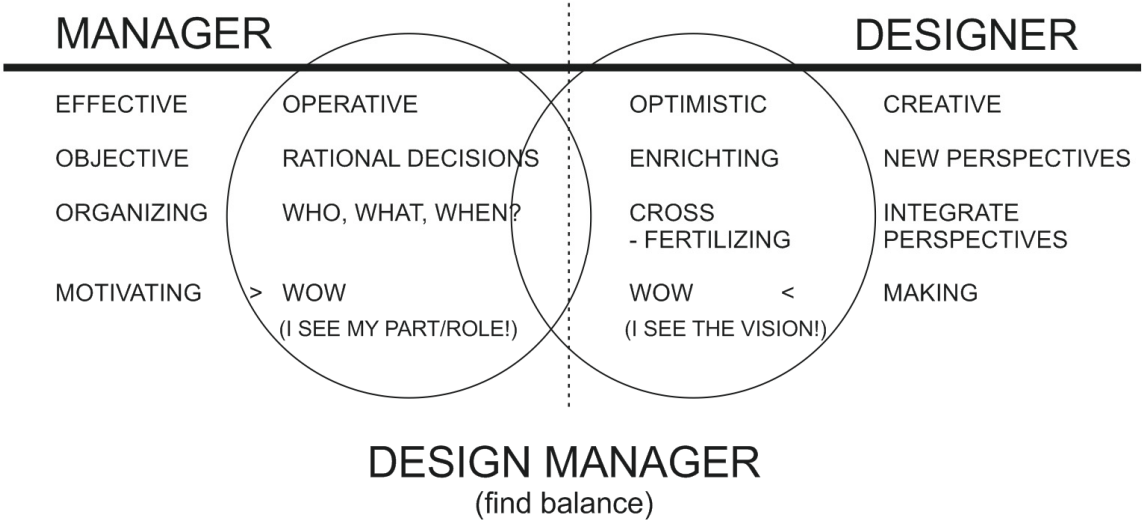 MANAGER DESIGNER
EFFECTIVE OPERATIVE OPTIMISTIC CREATIVE
OBJECTIVE RATIONAL DECISIONS ENRICHTING NEW PERSPECTIVES
ORGANIZING WHO, WHAT, WHEN? CROSS INTEGRATE
- FERTILIZING PERSPECTIVES
MOTIVATING > WOW WOW < MAKING
(I SEE MY PART/ROLE!) (I SEE THE VISION!)
DESIGN MANAGER
(find balance)